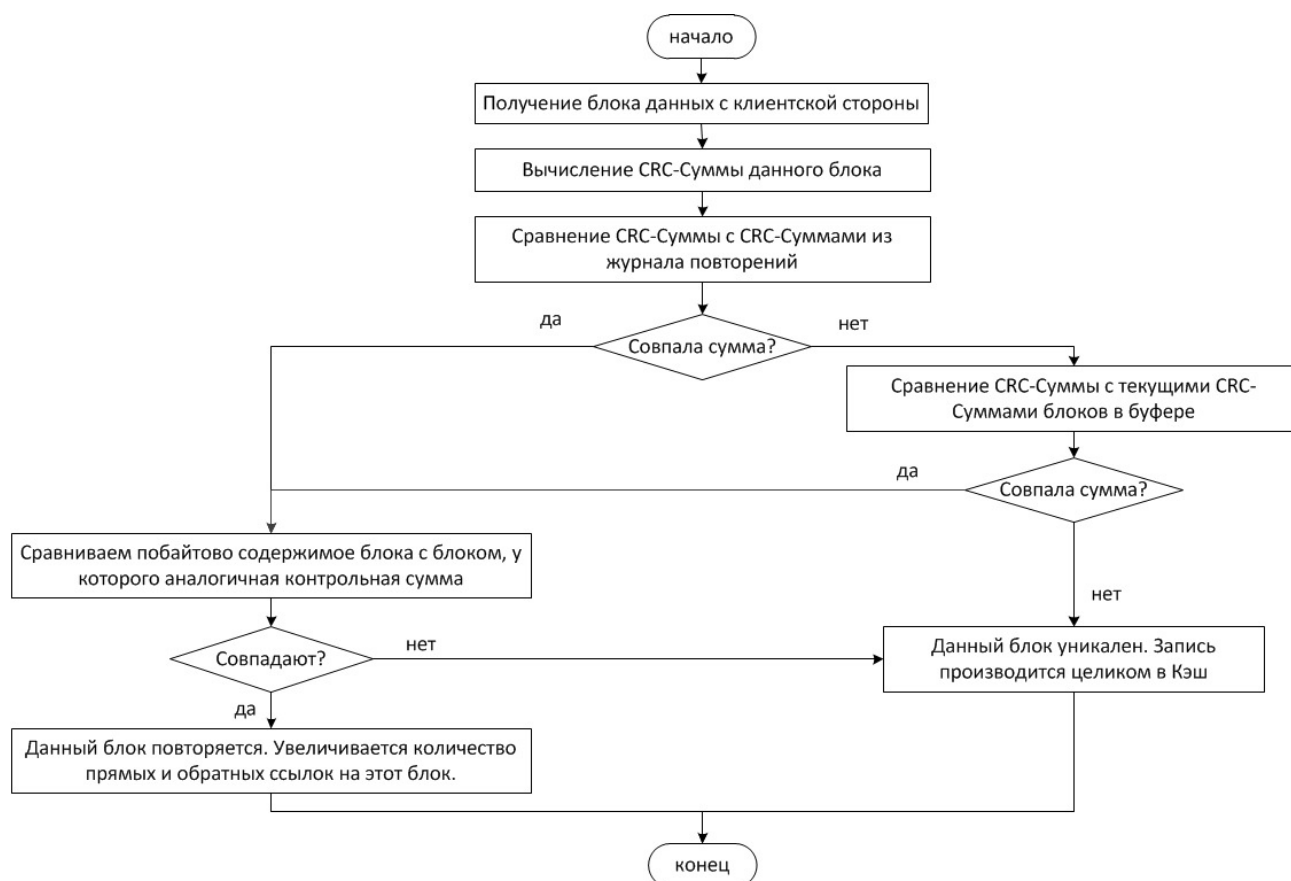 начало
Получение блока данных с клиентской стороны
Вычисление CRC-Суммы данного блока
Сравнение CRC-Суммы с CRC-Суммами из
журнала повторений
да
нет
Совпала сумма?
Сравнение CRC-Суммы с текущими CRC-
Суммами блоков в буфере
да
Совпала сумма?
Сравниваем побайтово содержимое блока с блоком, у
которого аналогичная контрольная сумма
нет
Совпадают?
нет
Данный блок уникален. Запись
производится целиком в Кэш
да
Данный блок повторяется. Увеличивается количество
прямых и обратных ссылок на этот блок.
конец